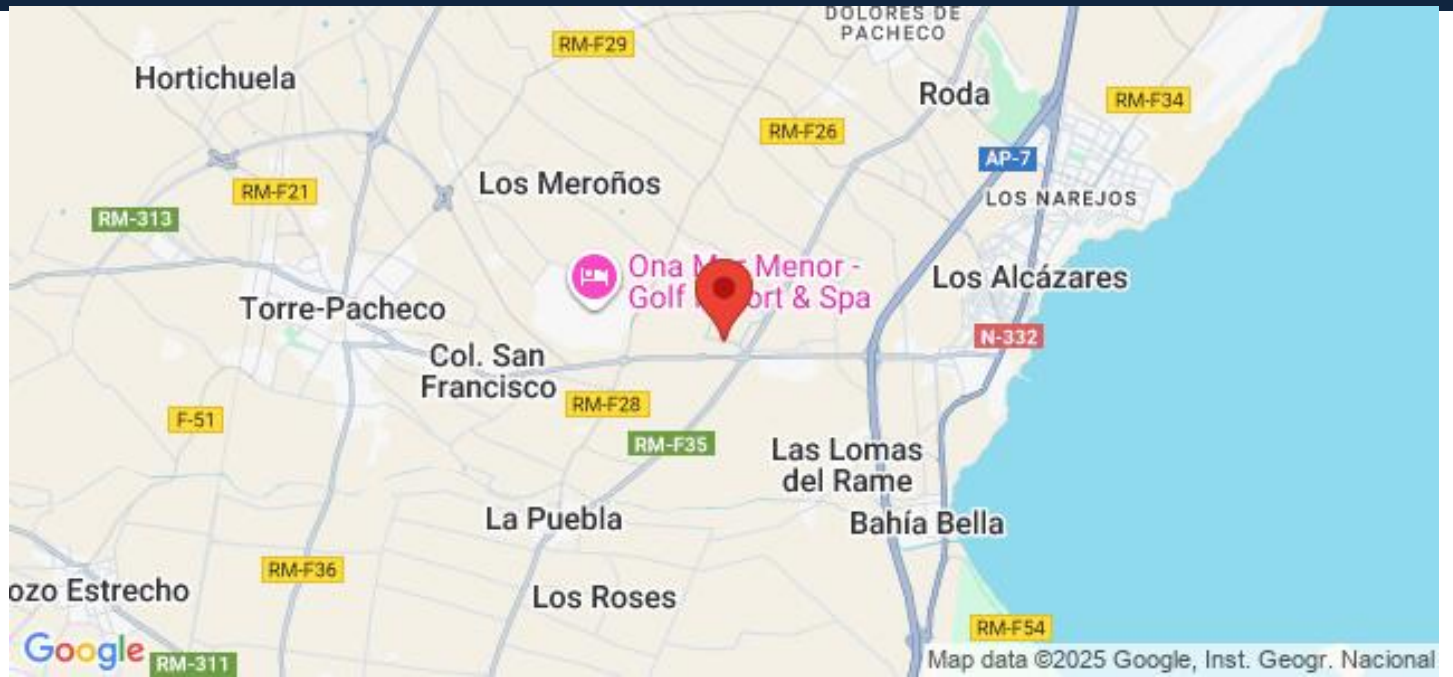 DOLORES DE
PACHECO
RM-F29
Hortichuela
Roda
RM-F34
RM-F26
AP-7
Los Meroños
RM-F21
LOS NAREJOS
RM-313
Ona Mar Menor -
Golf Resort & Spa
Los Alcázares
Torre-Pacheco
N-332
Col. San
Francisco
RM-F28
F-51
RM-F35
Las Lomas
del Rame
La Puebla
Bahía Bella
RM-F36
ozo Estrecho
Los Roses
RM-F54
Google
RM-311
Map data ©2025 Google, Inst. Geogr. Nacional